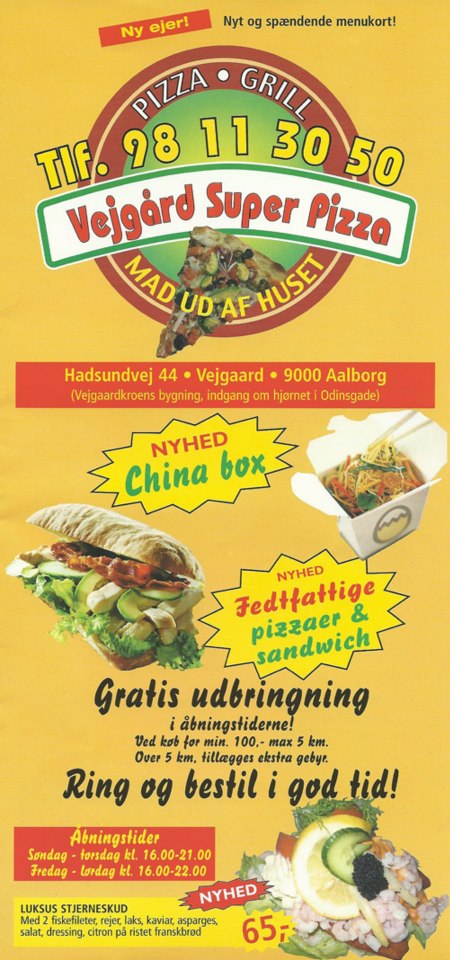 Ny ejer!
Nyt og spændende menukort!
PIZZA • GRILL
Tlf. 98 11 30 50
Vejgård Super Pizza
MAD UD AF HUSET
Hadsundvej 44 • Vejgaard • 9000 Aalborg
(Vejgaardkroens bygning, indgang om hjørnet i Odinsgade)
NYHED
China box
NYHED
Fedtfattige
pizzaer &
sandwich
Gratis udbringning
i åbningstiderne!
Ved køb for min. 100,- max 5 km.
Over 5 km, tillægges ekstra gebyr.
Ring og bestil i god tid!
Åbningstider
Søndag - torsdag kl. 16.00-21.00
Fredag - lørdag kl. 16.00-22.00
NYHED
LUKSUS STJERNESKUD
Med 2 fiskefileter, rejer, laks, kaviar, asparges,
salat, dressing, citron på ristet franskbrød
65,-